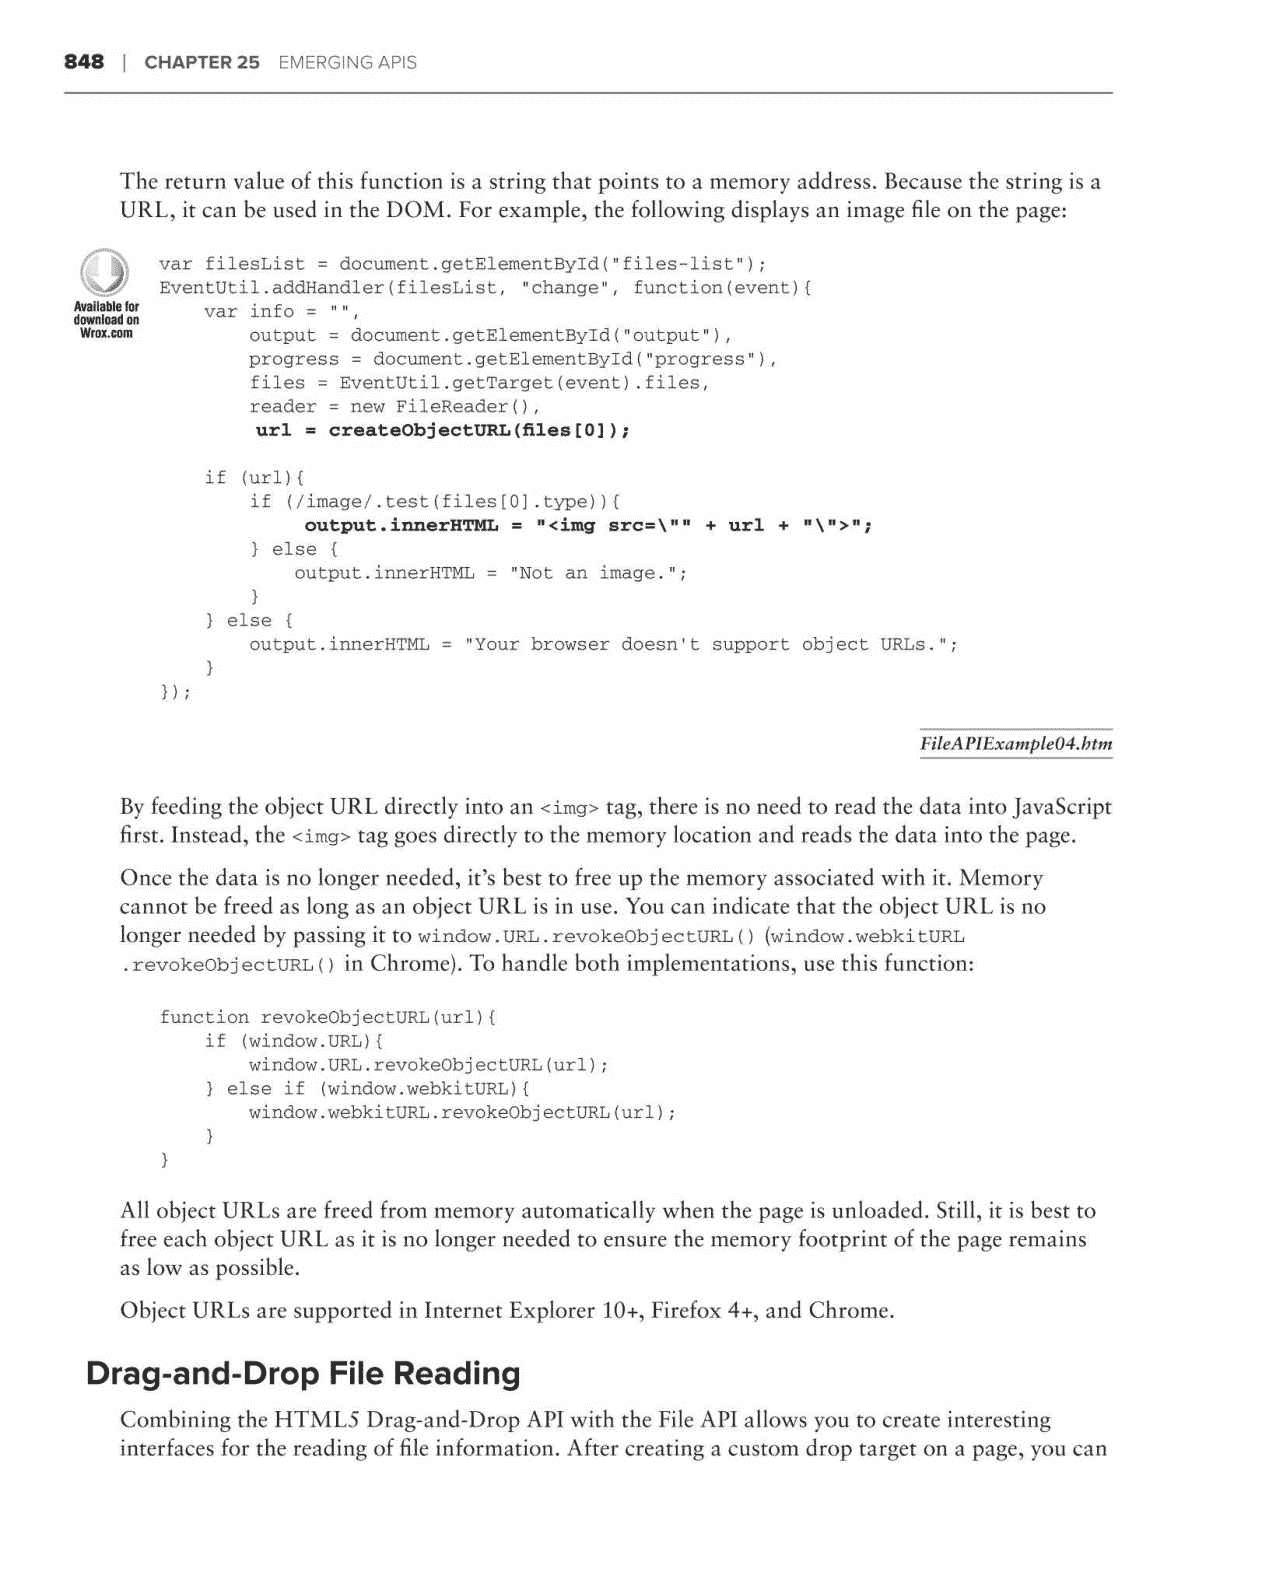 848 | CHAPTER 25 EMERGING APIS
The return value of this function is a string that points to a memory address. Because the string is a
URL, it can be used in the DOM. For example, the following displays an image file on the page:
Available for
download on
Wrox.com
var filesList = document.getElementById("files-list");
EventUtil.addHandler(filesList, "change", function(event){
    var info = "",
        output = document.getElementById("output"),
        progress = document.getElementById("progress"),
        files = EventUtil.getTarget(event).files,
        reader = new FileReader(),
        url = createObjectURL(files[0]);
    if (url){
        if (/image/.test(files[0].type)){
            output.innerHTML = "<img src=\"" + url + "\">";
        } else {
            output.innerHTML = "Not an image.";
        }
    } else {
        output.innerHTML = "Your browser doesn't support object URLs.";
    }
});
FileAPIExample04.htm
By feeding the object URL directly into an <img> tag, there is no need to read the data into JavaScript
first. Instead, the <img> tag goes directly to the memory location and reads the data into the page.
Once the data is no longer needed, it's best to free up the memory associated with it. Memory
cannot be freed as long as an object URL is in use. You can indicate that the object URL is no
longer needed by passing it to window.URL.revokeObjectURL() (window.webkitURL
.revokeObjectURL() in Chrome). To handle both implementations, use this function:
function revokeObjectURL(url){
    if (window.URL){
        window.URL.revokeObjectURL(url);
    } else if (window.webkitURL){
        window.webkitURL.revokeObjectURL(url);
    }
}
All object URLs are freed from memory automatically when the page is unloaded. Still, it is best to
free each object URL as it is no longer needed to ensure the memory footprint of the page remains
as low as possible.
Object URLs are supported in Internet Explorer 10+, Firefox 4+, and Chrome.
Drag-and-Drop File Reading
Combining the HTML5 Drag-and-Drop API with the File API allows you to create interesting
interfaces for the reading of file information. After creating a custom drop target on a page, you can